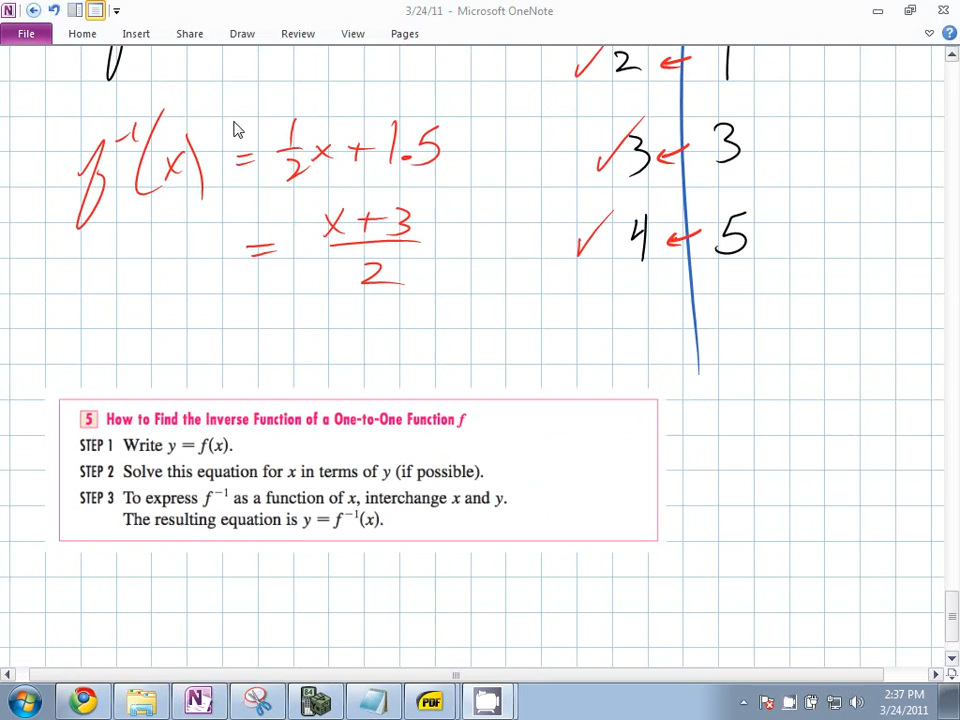 3/24/11 - Microsoft OneNote
File Home Insert Share Draw Review View Pages
✓ 2 ← 1
f⁻¹(x) = 1/2 x + 1.5
✓ 3 ← 3
= (x + 3)/2
✓ 4 ← 5
5 How to Find the Inverse Function of a One-to-One Function f
STEP 1 Write y = f(x).
STEP 2 Solve this equation for x in terms of y (if possible).
STEP 3 To express f⁻¹ as a function of x, interchange x and y.
The resulting equation is y = f⁻¹(x).
84
PDF
2:37 PM
3/24/2011